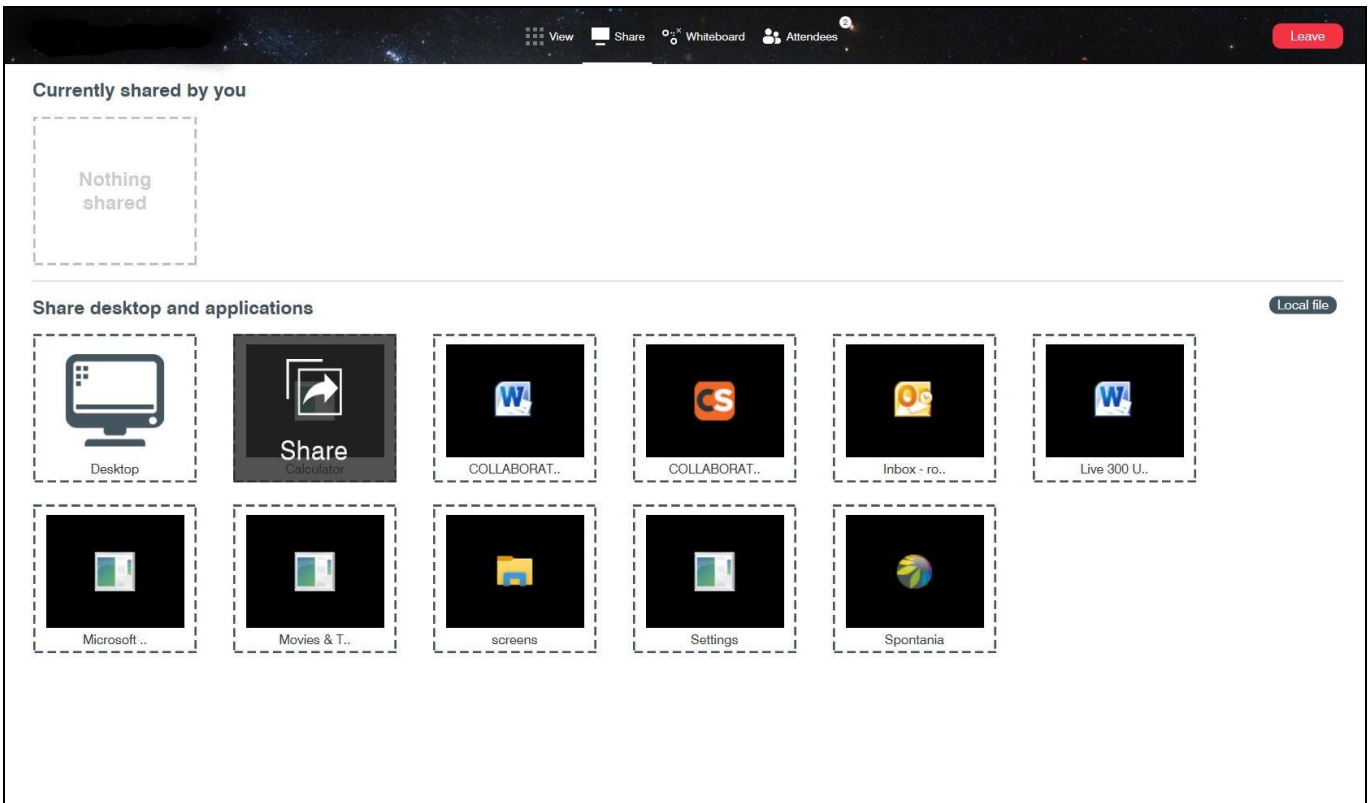 View Share Whiteboard Attendees 2
Leave
Currently shared by you
Nothing
shared
Share desktop and applications
Local file
Desktop
Share
Calculator
COLLABORAT..
COLLABORAT..
Inbox - ro..
Live 300 U..
Microsoft ..
Movies & T..
screens
Settings
Spontania